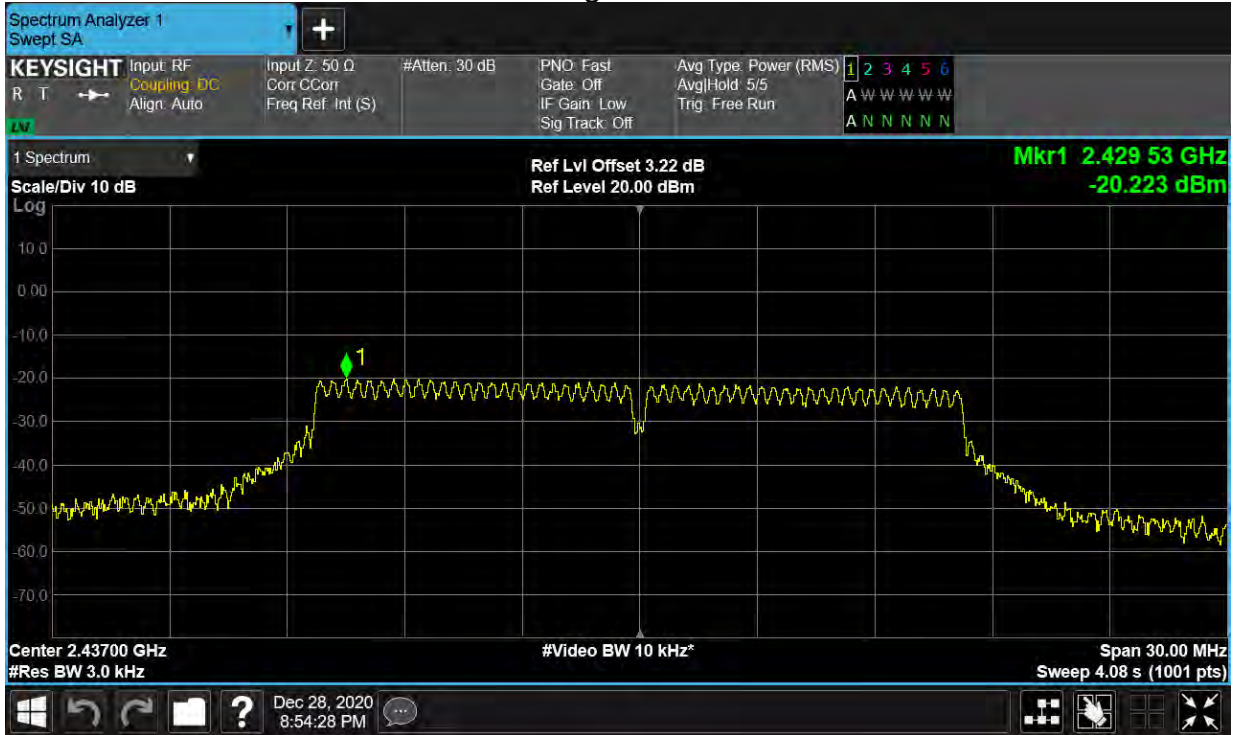 Spectrum Analyzer 1
Swept SA
+
KEYSIGHT Input: RF Input Z: 50 Ω #Atten: 30 dB PNO: Fast Avg Type: Power (RMS) 1 2 3 4 5 6
R T Coupling: DC Corr CCorr Gate: Off Avg|Hold: 5/5 A W W W W W
Align: Auto Freq Ref: Int (S) IF Gain: Low Trig: Free Run
Sig Track: Off A N N N N N
LXI
1 Spectrum
Ref Lvl Offset 3.22 dB Mkr1 2.429 53 GHz
Scale/Div 10 dB Ref Level 20.00 dBm -20.223 dBm
Log
10.0
0.00
-10.0
1
-20.0
-30.0
-40.0
-50.0
-60.0
-70.0
Center 2.43700 GHz #Video BW 10 kHz* Span 30.00 MHz
#Res BW 3.0 kHz Sweep 4.08 s (1001 pts)
? Dec 28, 2020
8:54:28 PM